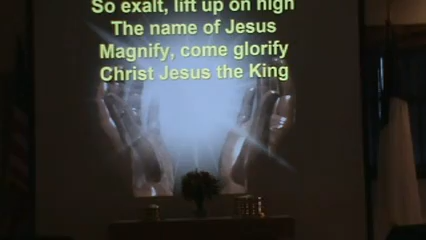 So exalt, lift up on high
The name of Jesus
Magnify, come glorify
Christ Jesus the King